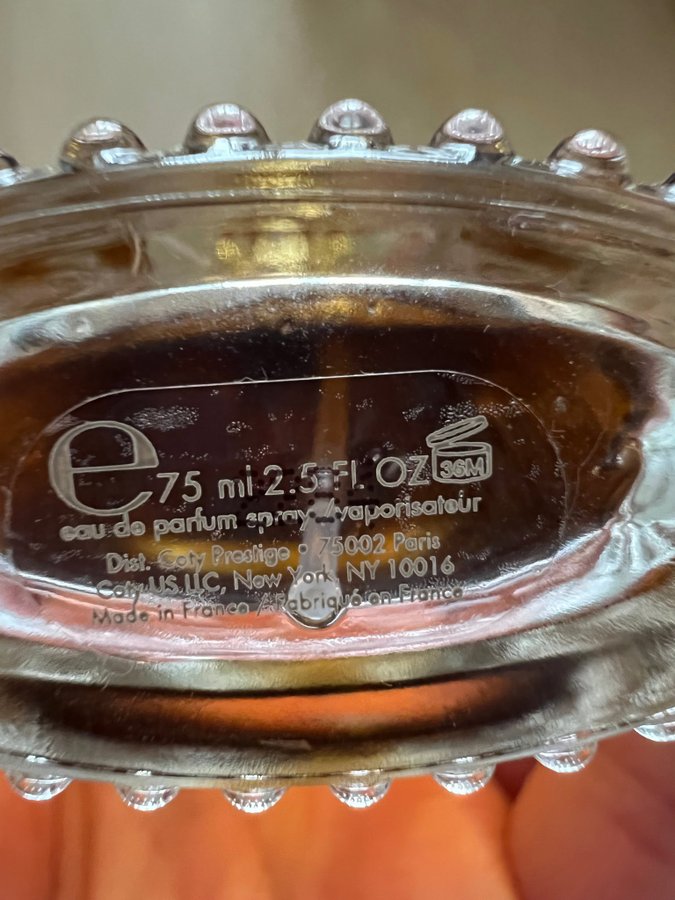 e 75 ml 2.5 Fl. OZ 36M
eau de parfum spray / vaporisateur
Dist. Coty Prestige • 75002 Paris
Coty US LLC, New York, NY 10016
Made in France / Fabriqué en France